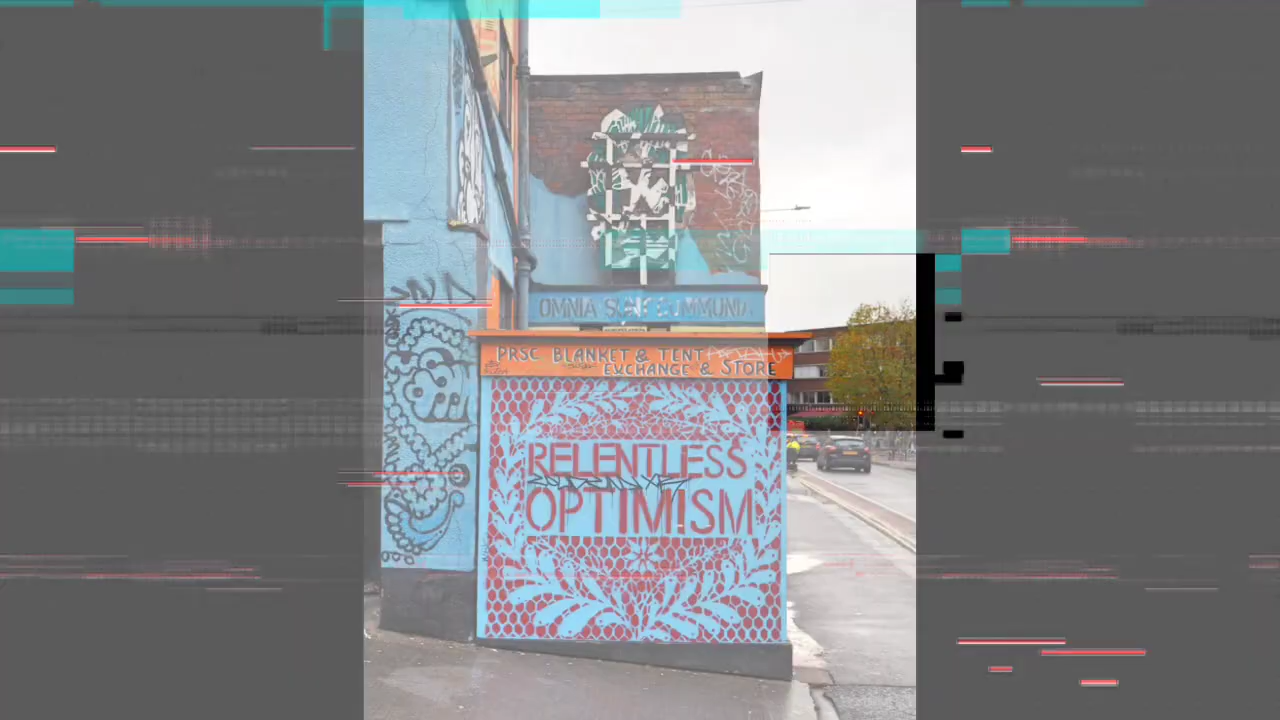 OMNIA SUNT COMMUNIA
PRSC BLANKET & TENT
EXCHANGE & STORE
RELENTLESS
OPTIMISM